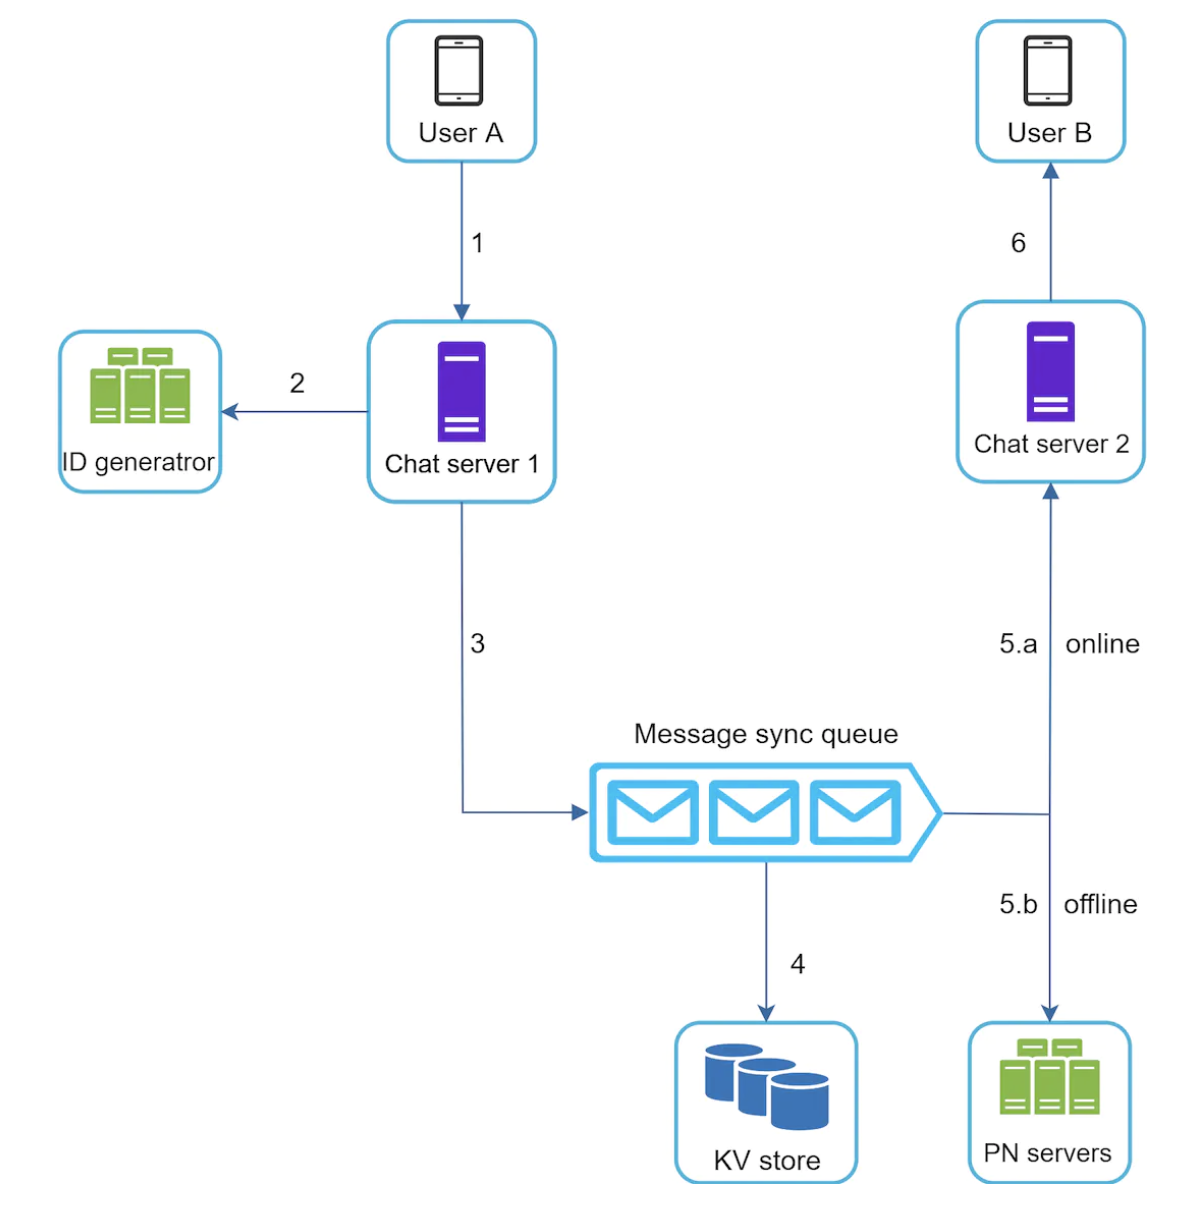 User A
User B
1
6
2
ID generatror
Chat server 1
Chat server 2
3
5.a online
Message sync queue
5.b offline
4
KV store
PN servers